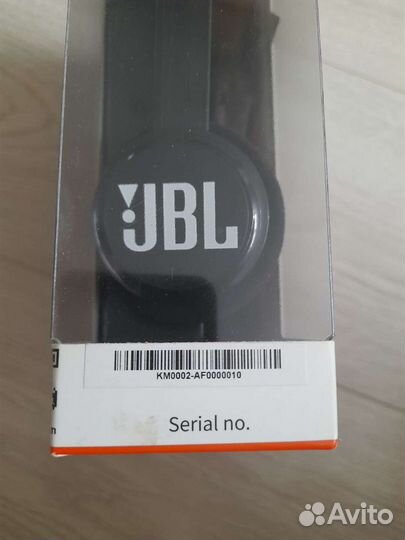 JBL
KM0002-AF0000010
Serial no.
n
Avito